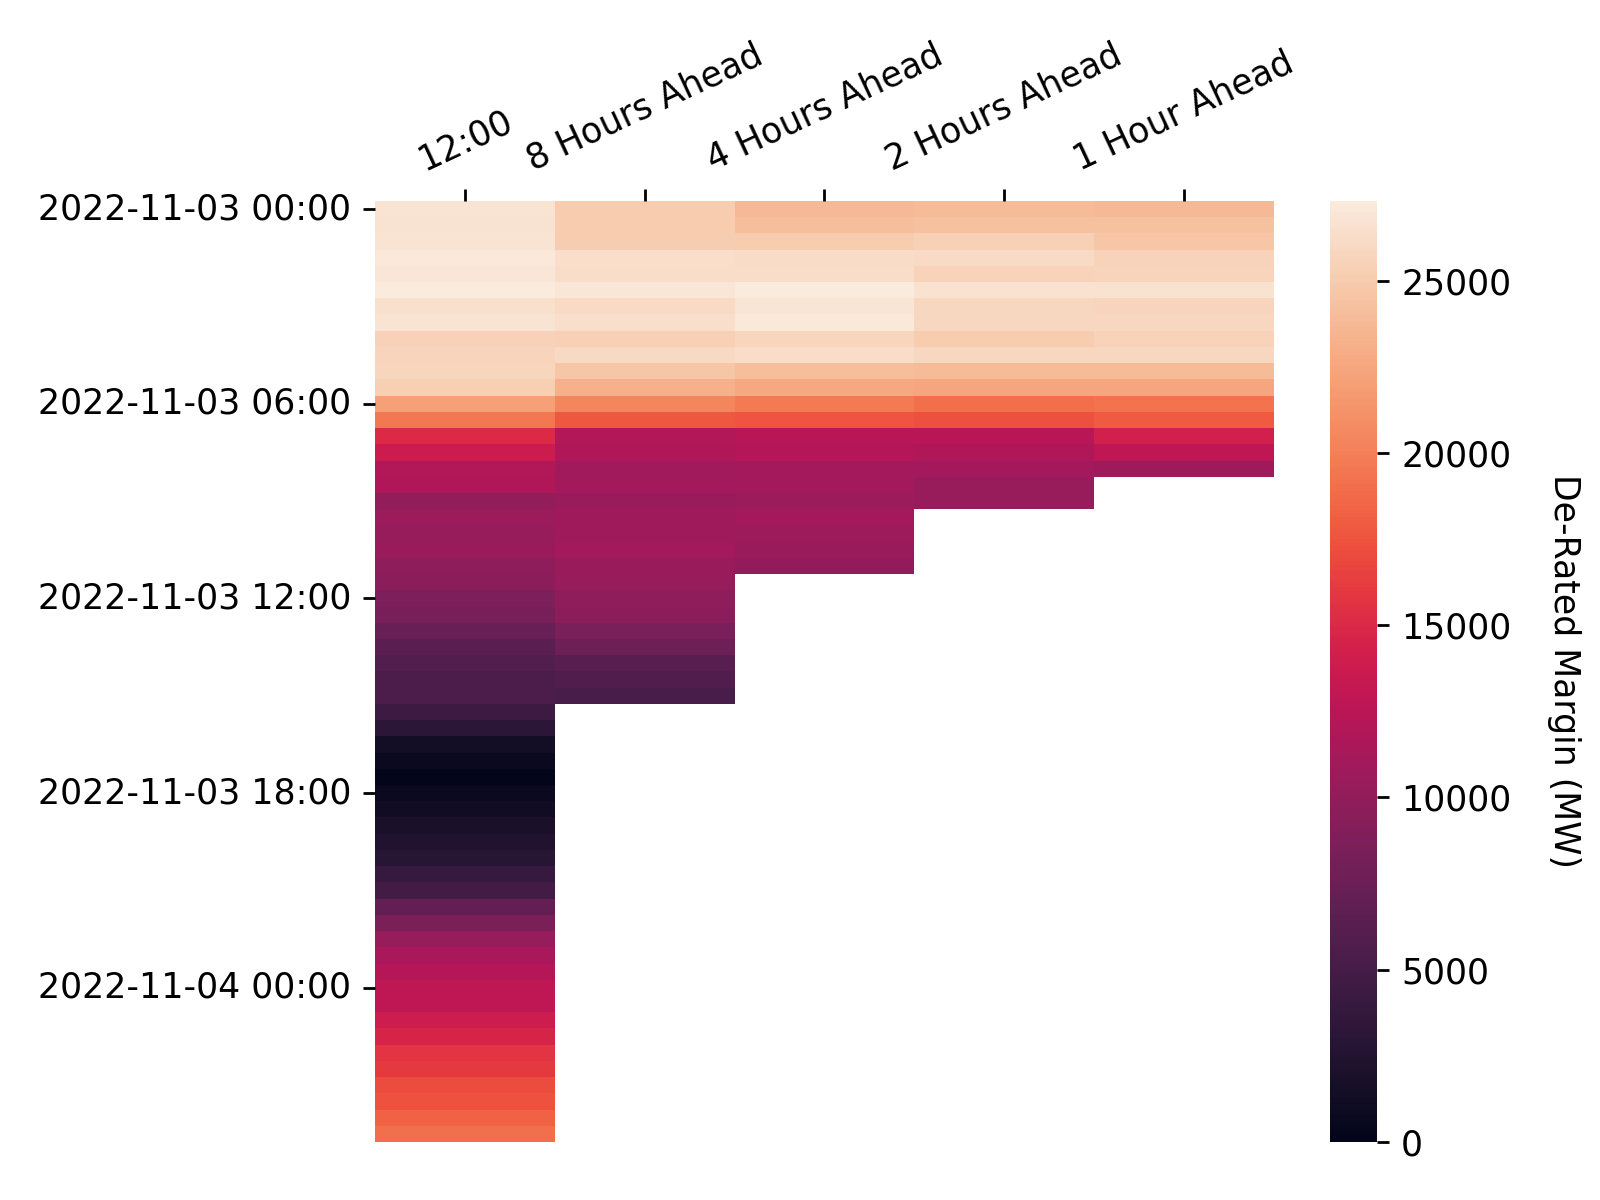 12:00
8 Hours Ahead
4 Hours Ahead
2 Hours Ahead
1 Hour Ahead
2022-11-03 00:00
2022-11-03 06:00
2022-11-03 12:00
2022-11-03 18:00
2022-11-04 00:00
25000
20000
15000
10000
5000
0
De-Rated Margin (MW)